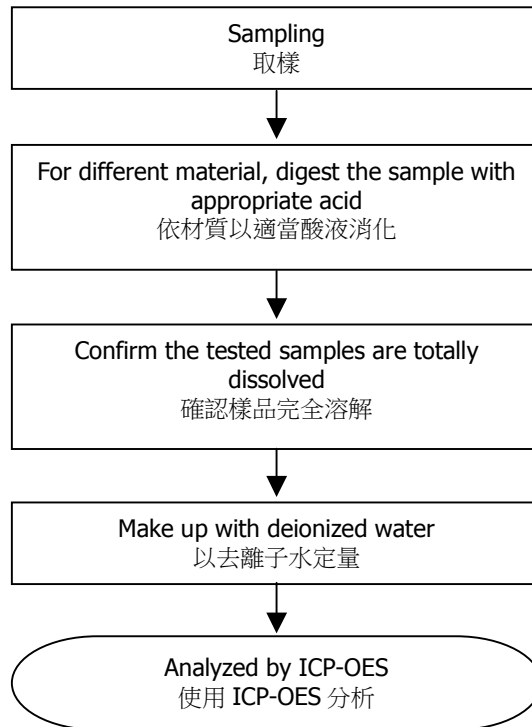 Sampling
取樣
For different material, digest the sample with
appropriate acid
依材質以適當酸液消化
Confirm the tested samples are totally
dissolved
確認樣品完全溶解
Make up with deionized water
以去離子水定量
Analyzed by ICP-OES
使用 ICP-OES 分析